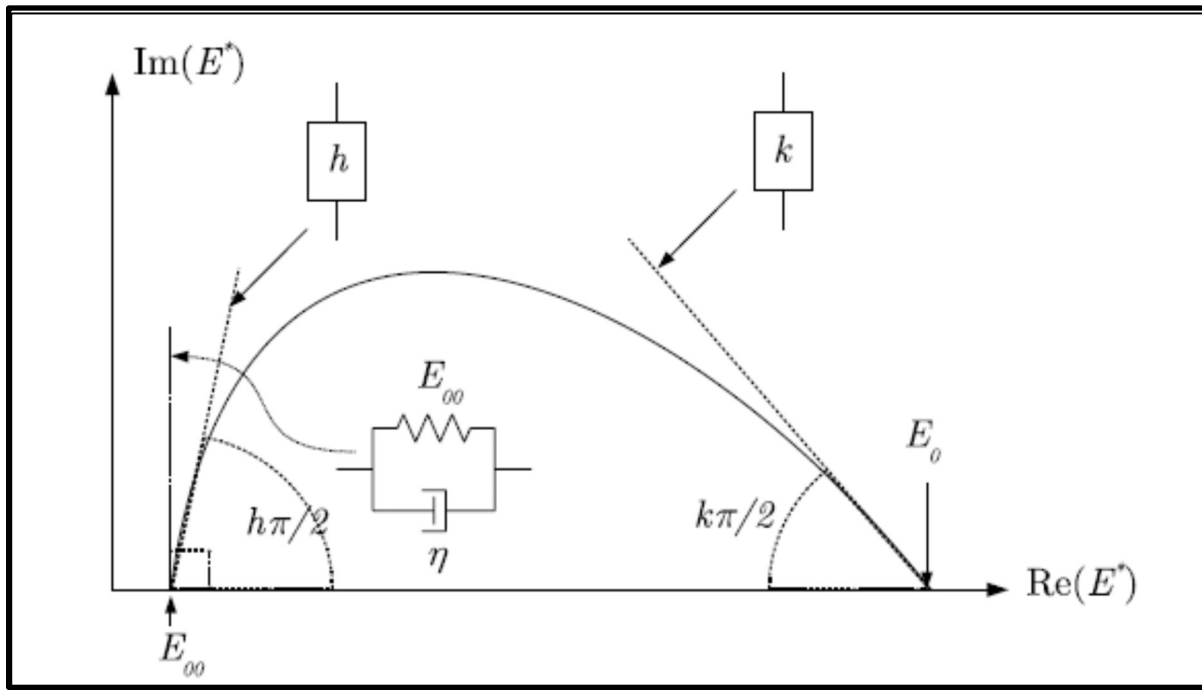 Im(E*)
h
k
E₀₀
E₀
hπ/2
kπ/2
η
Re(E*)
E₀₀